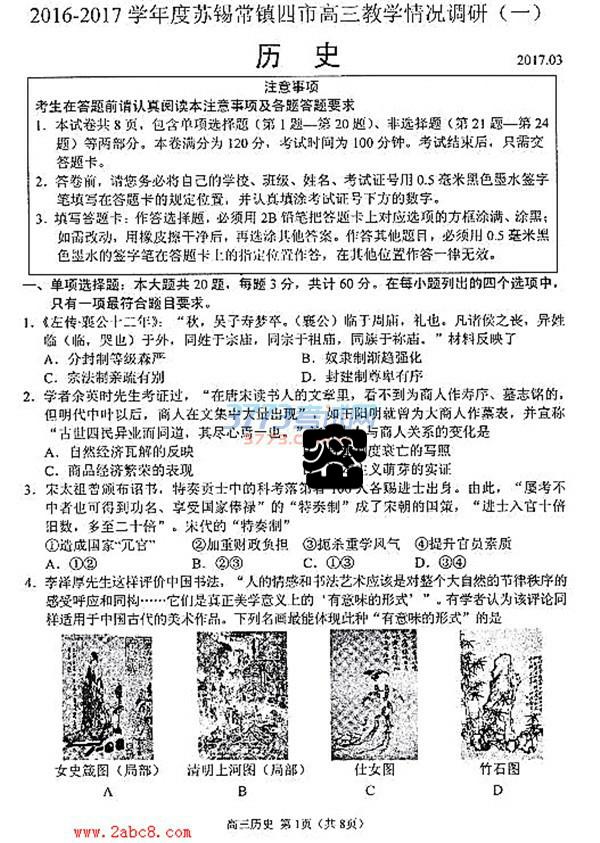 2016-2017 学年度苏锡常镇四市高三教学情况调研（一）
历 史
2017.03
注意事项
考生在答题前请认真阅读本注意事项及各题答题要求
1．本试卷共 8 页，包含单项选择题（第 1 题—第 20 题）、非选择题（第 21 题—第 24
题）等两部分。本卷满分为 120 分，考试时间为 100 分钟。考试结束后，只需交
答题卡。
2．答卷前，请您务必将自己的学校、班级、姓名、考试证号用 0.5 毫米黑色墨水签字
笔填写在答题卡的规定位置，并认真填涂考试证号下方的数字。
3．填写答题卡：作答选择题，必须用 2B 铅笔把答题卡上对应选项的方框涂满、涂黑；
如需改动，用橡皮擦干净后，再选涂其他答案。作答其他题目，必须用 0.5 毫米黑
色墨水的签字笔在答题卡上的指定位置作答，在其他位置作答一律无效。
一、单项选择题：本大题共 20 题，每题 3 分，共计 60 分。在每小题列出的四个选项中，
只有一项最符合题目要求。
1．《左传·襄公十二年》：“秋，吴子寿梦卒。（襄公）临于周庙，礼也。凡诸侯之丧，异姓
临（临，哭也）于外，同姓于宗庙，同宗于祖庙，同族于祢庙。”材料反映了
A．分封制等级森严 B．奴隶制渐趋强化
C．宗法制亲疏有别 D．封建制尊卑有序
2．学者余英时先生考证过，“在唐宋读书人的文章里，看不到为商人作寿序、墓志铭的，
但明代中叶以后，商人在文集中大量出现”，如王阳明就曾为大商人作墓表，并宣称
“古世四民异业而同道，其尽心焉一也。” 与商人关系的变化是
A．自然经济瓦解的反映 度衰亡的写照
C．商品经济繁荣的表现 义萌芽的实证
3．宋太祖曾颁布诏书，特奏贡士中的科考落第者 100 人各赐进士出身。由此，“屡考不
中者也可得到功名、享受国家俸禄”的“特奏制”成了宋朝的国策，“进士入官十倍
旧数，多至二十倍”。宋代的“特奏制”
①造成国家“冗官” ②加重财政负担 ③扼杀重学风气 ④提升官员素质
A．①② B．②③ C．①③ D．③④
4．李泽厚先生这样评价中国书法，“人的情感和书法艺术应该是对整个大自然的节律秩序的
感受呼应和同构……它们是真正美学意义上的‘有意味的形式’”。有学者认为该评论同
样适用于中国古代的美术作品。下列名画最能体现此种“有意味的形式”的是
女史箴图（局部） 清明上河图（局部） 仕女图 竹石图
A B C D
高三历史 第 1 页（共 8 页）
www.2abc8.com